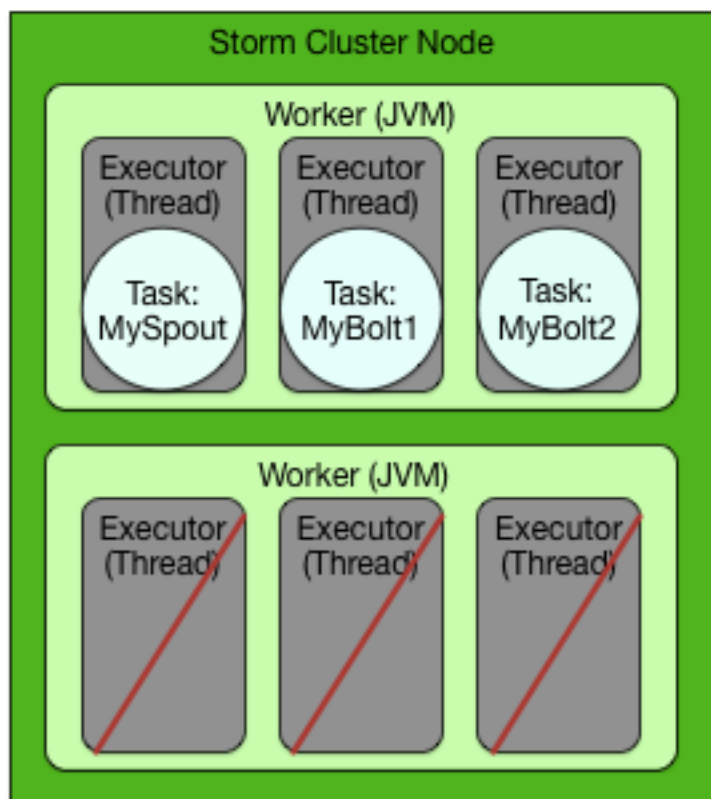 Storm Cluster Node
Worker (JVM)
Executor
(Thread)
Task:
MySpout
Executor
(Thread)
Task:
MyBolt1
Executor
(Thread)
Task:
MyBolt2
Worker (JVM)
Executor
(Thread)
Executor
(Thread)
Executor
(Thread)